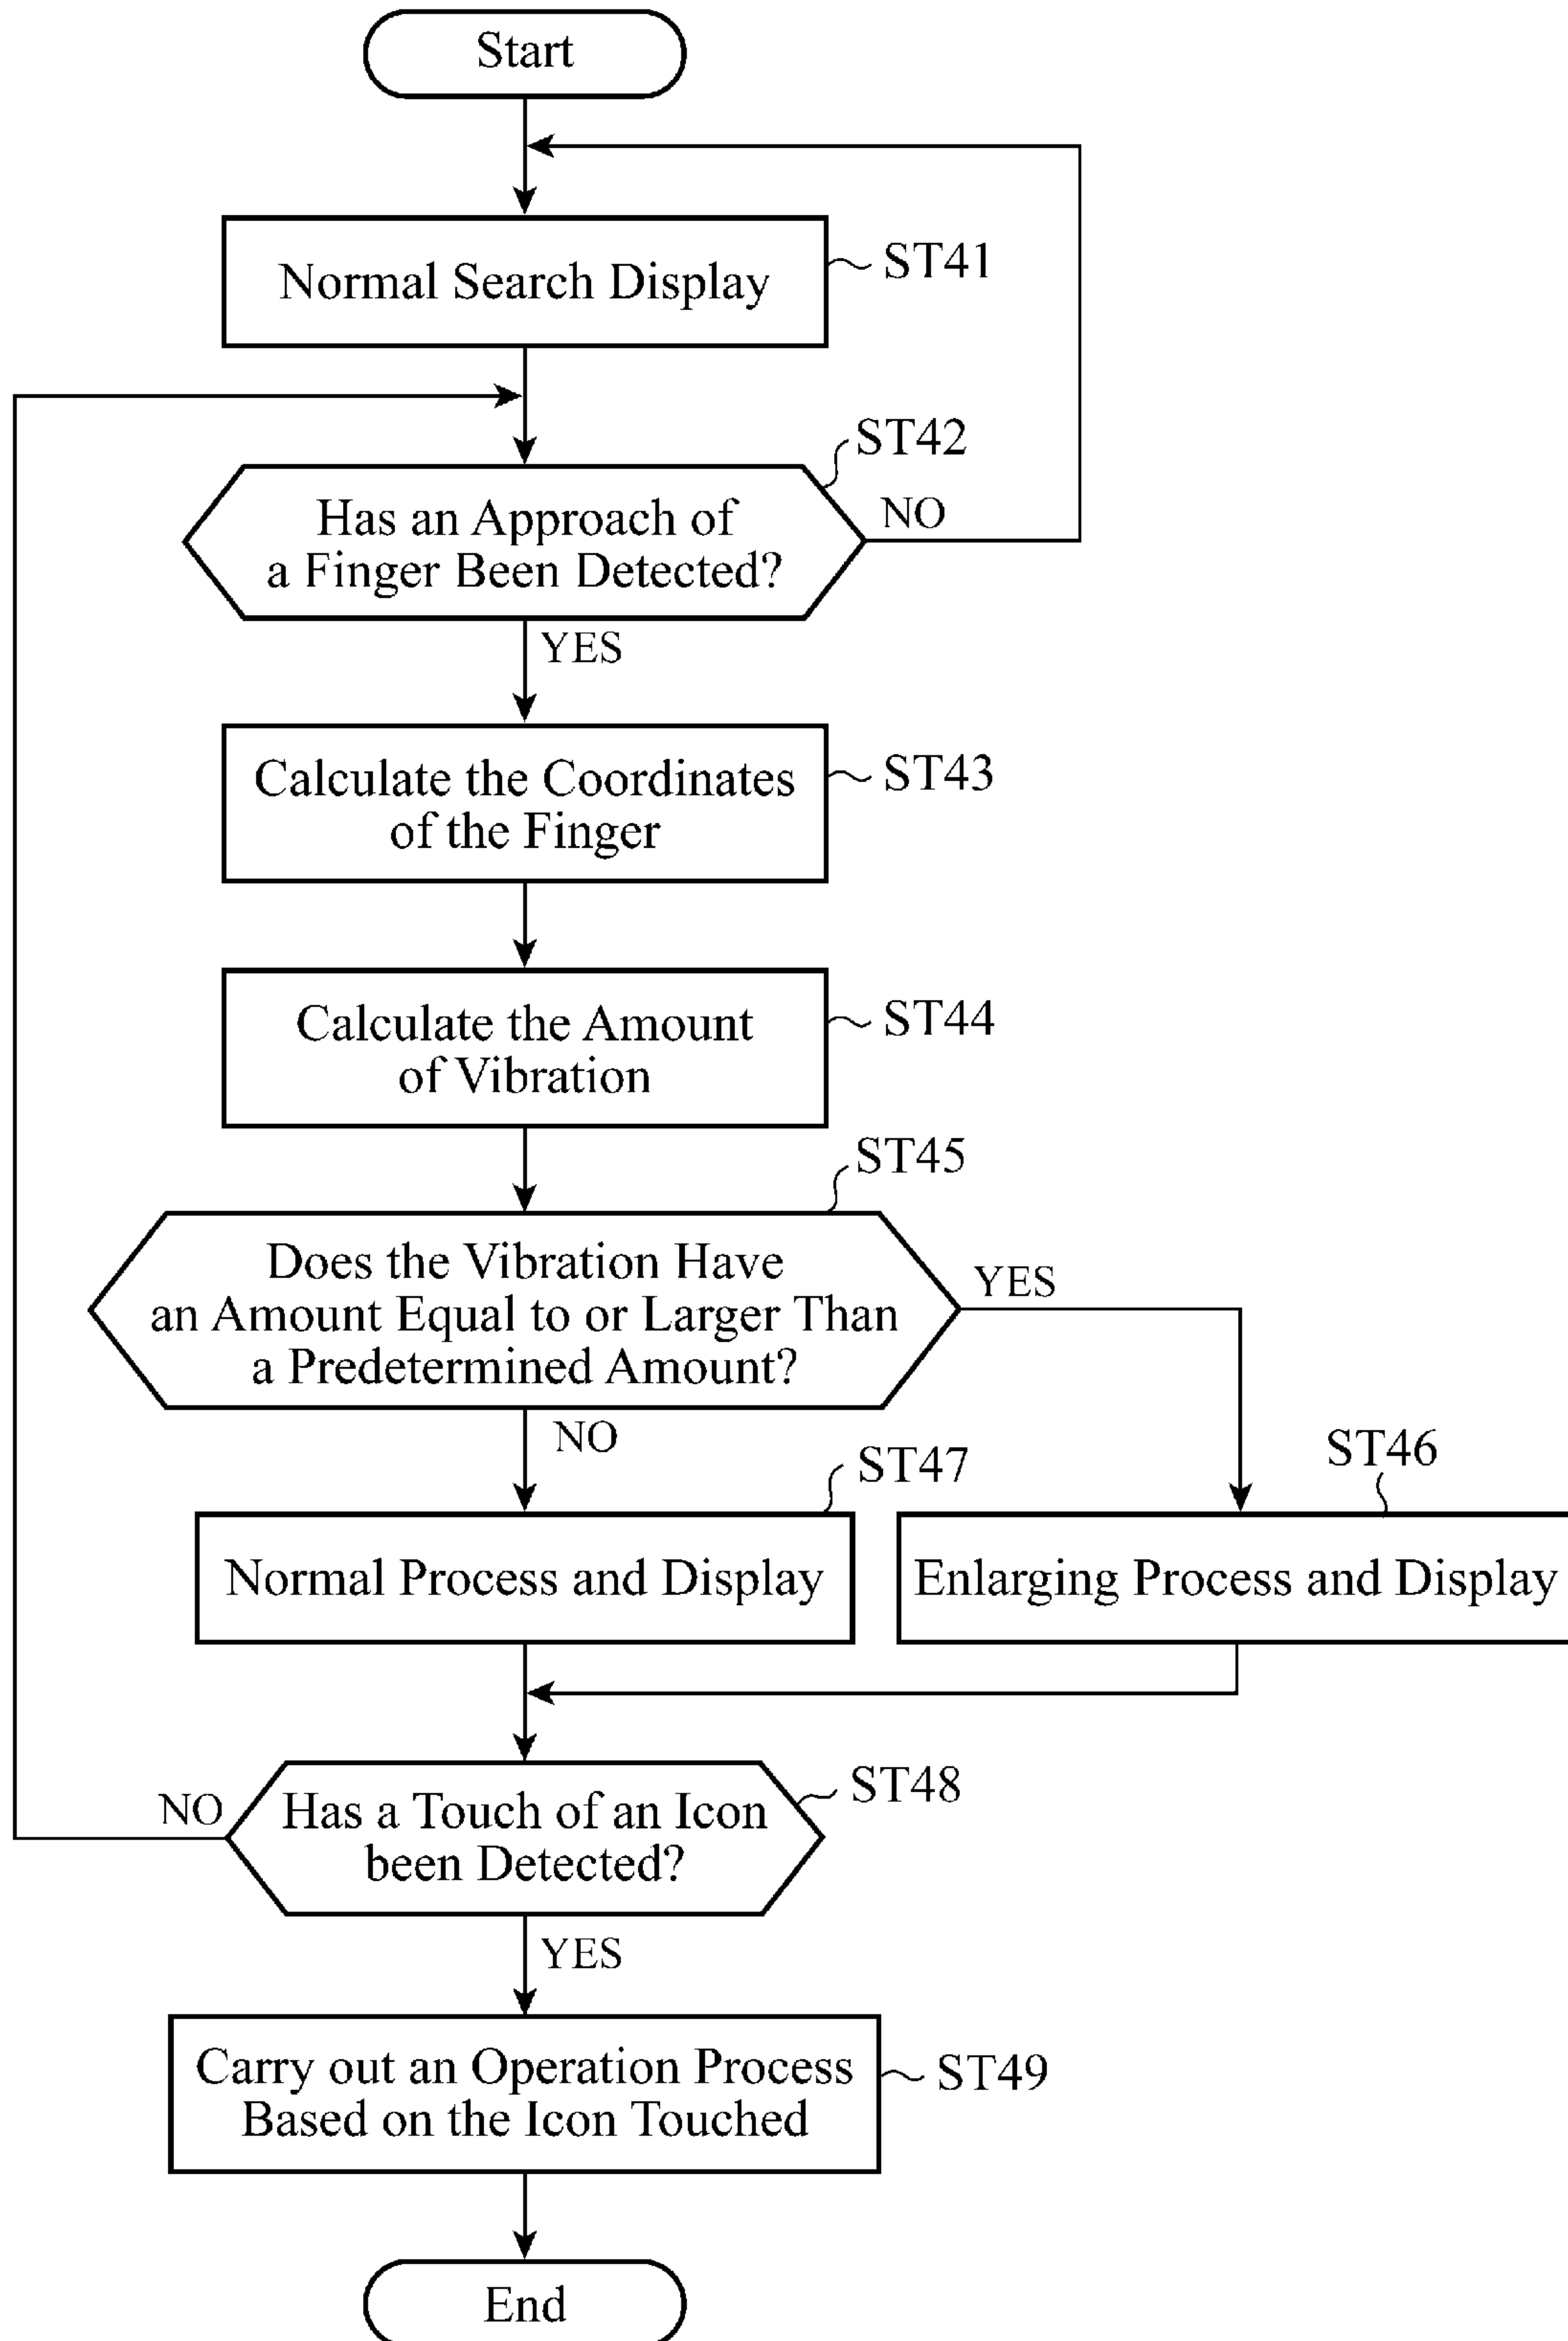 Start
Normal Search Display
ST41
ST42
Has an Approach of
a Finger Been Detected?
NO
YES
Calculate the Coordinates
of the Finger
ST43
Calculate the Amount
of Vibration
ST44
ST45
Does the Vibration Have
an Amount Equal to or Larger Than
a Predetermined Amount?
YES
NO
ST47
ST46
Normal Process and Display
Enlarging Process and Display
ST48
NO
Has a Touch of an Icon
been Detected?
YES
Carry out an Operation Process
Based on the Icon Touched
ST49
End